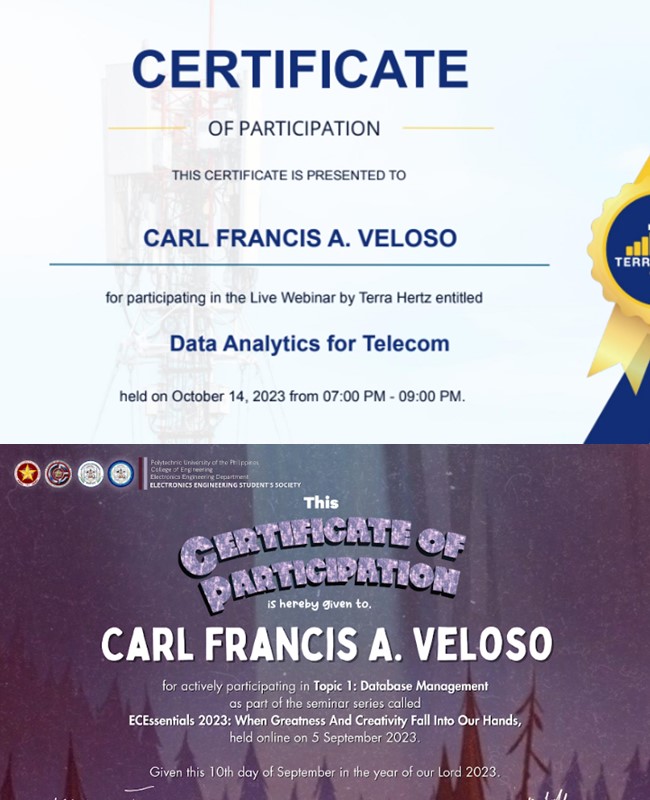 CERTIFICATE
OF PARTICIPATION
THIS CERTIFICATE IS PRESENTED TO
CARL FRANCIS A. VELOSO
for participating in the Live Webinar by Terra Hertz entitled
Data Analytics for Telecom
held on October 14, 2023 from 07:00 PM - 09:00 PM.
TERR
Polytechnic University of the Philippines
College of Engineering
Electronics Engineering Department
ELECTRONICS ENGINEERING STUDENT'S SOCIETY
This
CERTIFICATE OF
PARTICIPATION
is hereby given to,
CARL FRANCIS A. VELOSO
for actively participating in Topic 1: Database Management
as part of the seminar series called
ECEssentials 2023: When Greatness And Creativity Fall Into Our Hands,
held online on 5 September 2023.
Given this 10th day of September in the year of our Lord 2023.